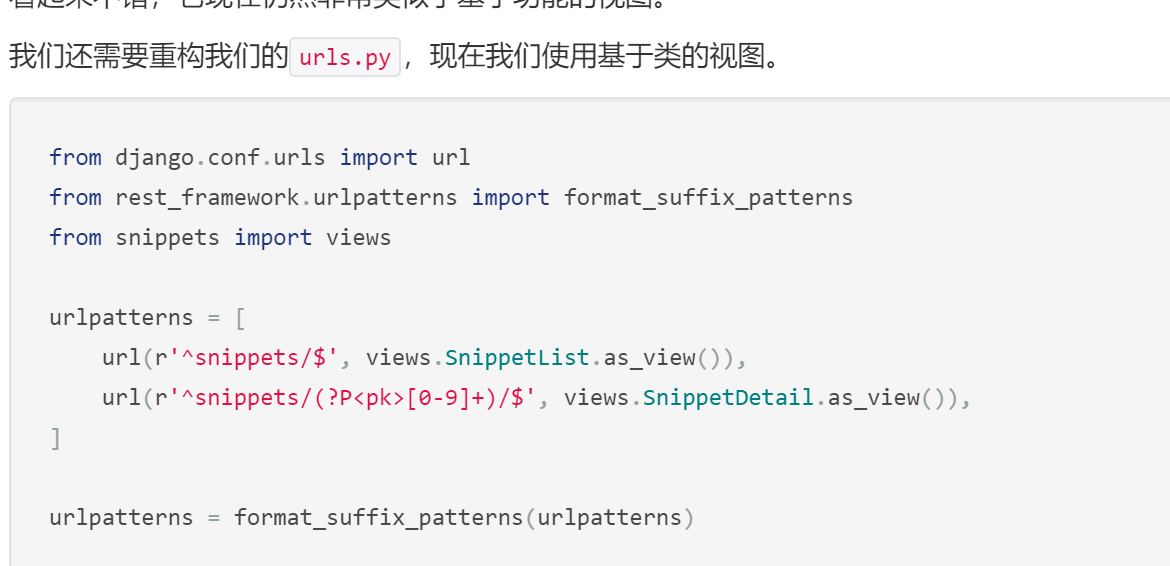 我们还需要重构我们的urls.py，现在我们使用基于类的视图。
from django.conf.urls import url
from rest_framework.urlpatterns import format_suffix_patterns
from snippets import views
urlpatterns = [
    url(r'^snippets/$', views.SnippetList.as_view()),
    url(r'^snippets/(?P<pk>[0-9]+)/$', views.SnippetDetail.as_view()),
]
urlpatterns = format_suffix_patterns(urlpatterns)